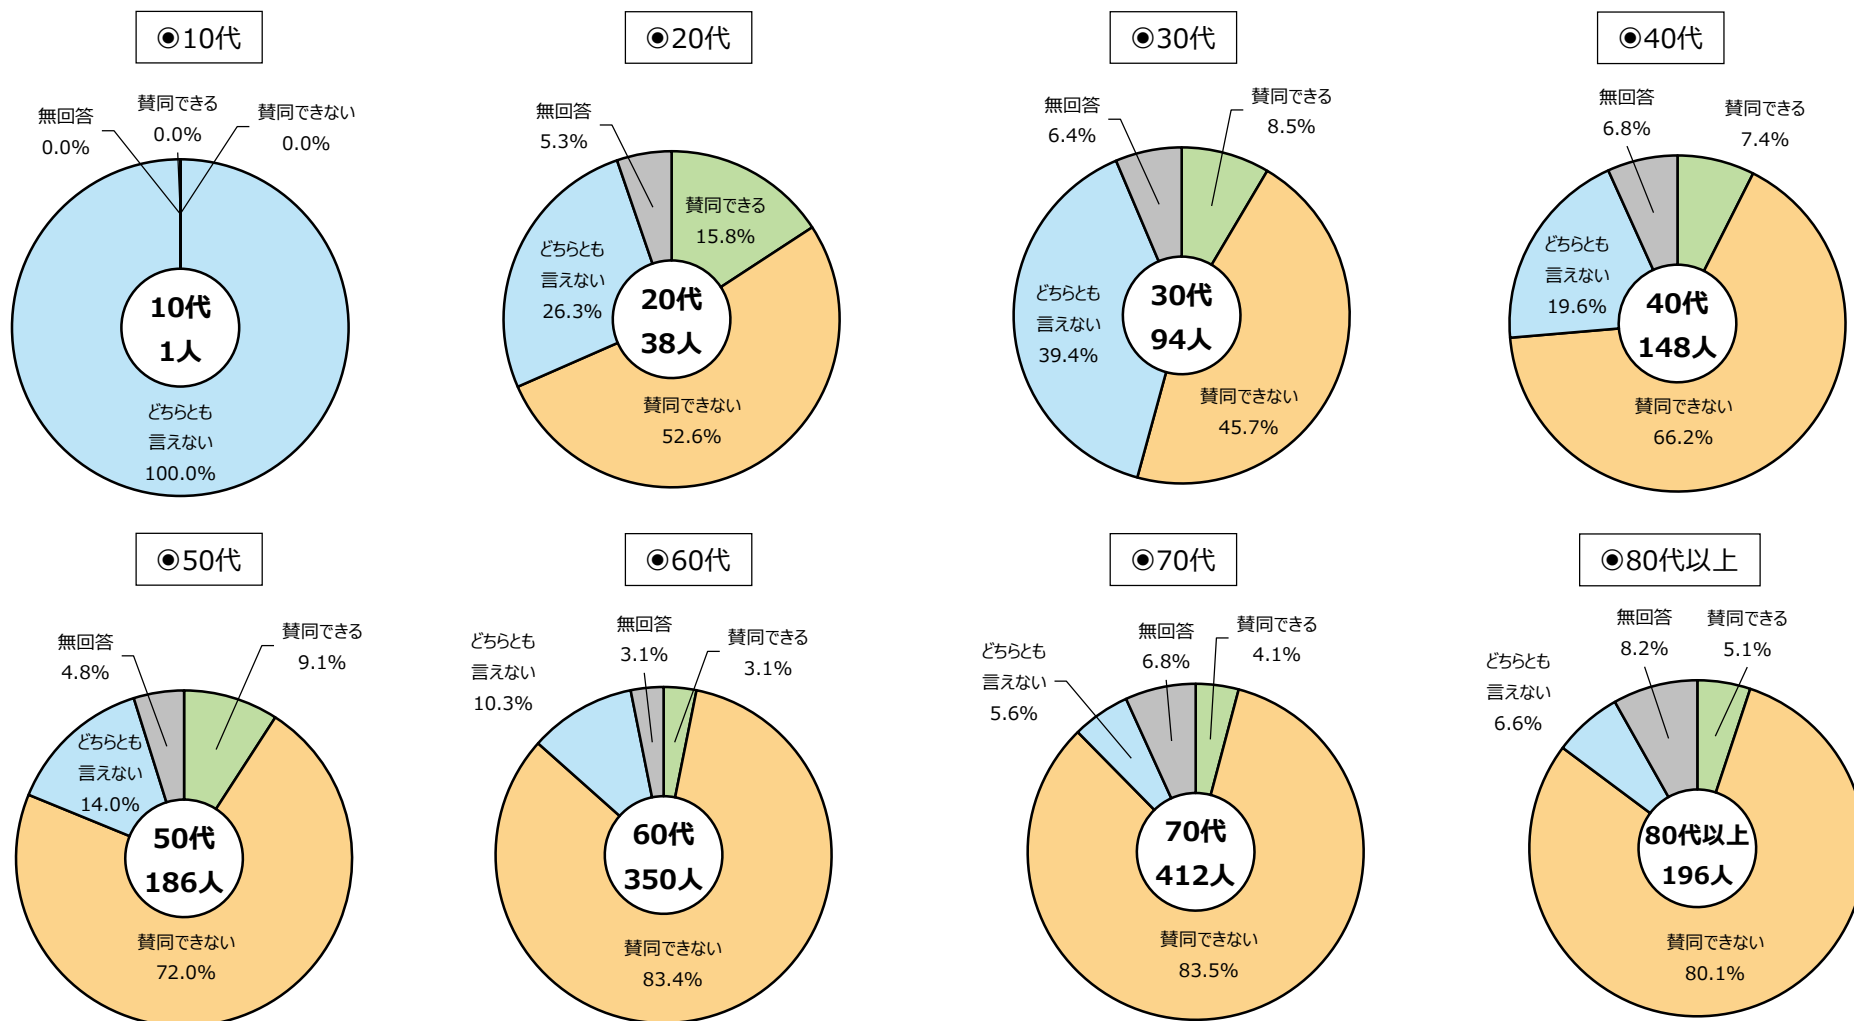 ◉10代
無回答
0.0%
賛同できる
0.0%
賛同できない
0.0%
10代
1人
どちらとも
言えない
100.0%
◉20代
無回答
5.3%
賛同できる
15.8%
どちらとも
言えない
26.3%
20代
38人
賛同できない
52.6%
◉30代
無回答
6.4%
賛同できる
8.5%
どちらとも
言えない
39.4%
30代
94人
賛同できない
45.7%
◉40代
無回答
6.8%
賛同できる
7.4%
どちらとも
言えない
19.6%
40代
148人
賛同できない
66.2%
◉50代
無回答
4.8%
賛同できる
9.1%
どちらとも
言えない
14.0%
50代
186人
賛同できない
72.0%
◉60代
どちらとも
言えない
10.3%
無回答
3.1%
賛同できる
3.1%
60代
350人
賛同できない
83.4%
◉70代
どちらとも
言えない
5.6%
無回答
6.8%
賛同できる
4.1%
70代
412人
賛同できない
83.5%
◉80代以上
どちらとも
言えない
6.6%
無回答
8.2%
賛同できる
5.1%
80代以上
196人
賛同できない
80.1%